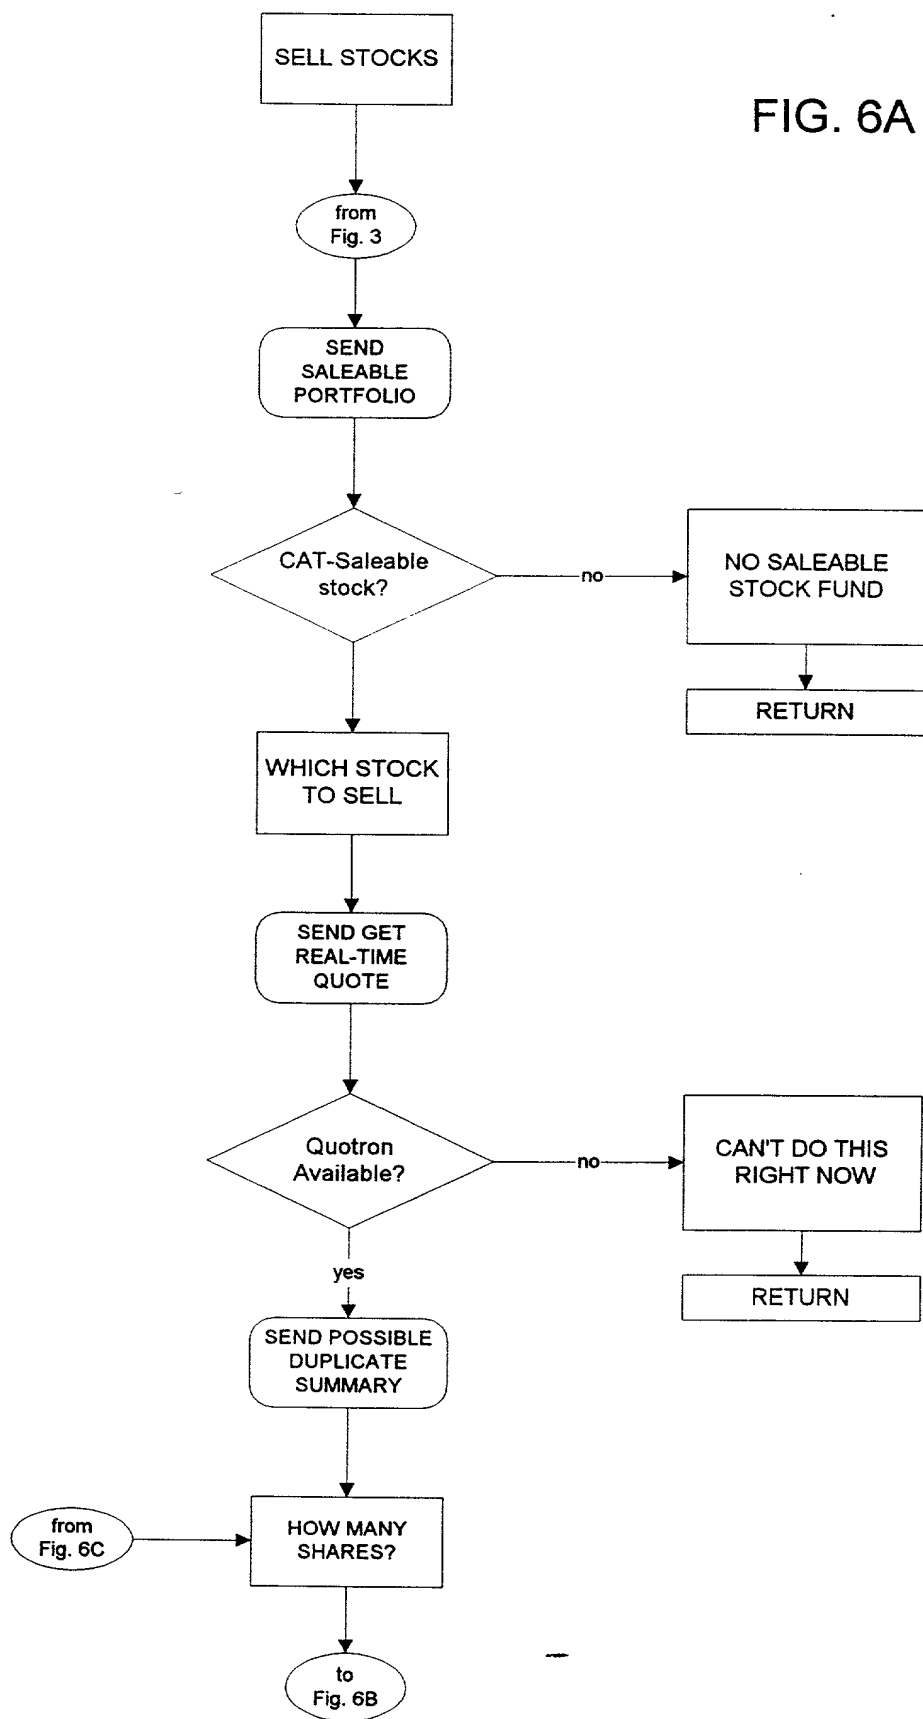 SELL STOCKS
FIG. 6A
from
Fig. 3
SEND
SALEABLE
PORTFOLIO
CAT-Saleable
stock?
no
NO SALEABLE
STOCK FUND
RETURN
WHICH STOCK
TO SELL
SEND GET
REAL-TIME
QUOTE
Quotron
Available?
no
CAN'T DO THIS
RIGHT NOW
RETURN
yes
SEND POSSIBLE
DUPLICATE
SUMMARY
from
Fig. 6C
HOW MANY
SHARES?
to
Fig. 6B